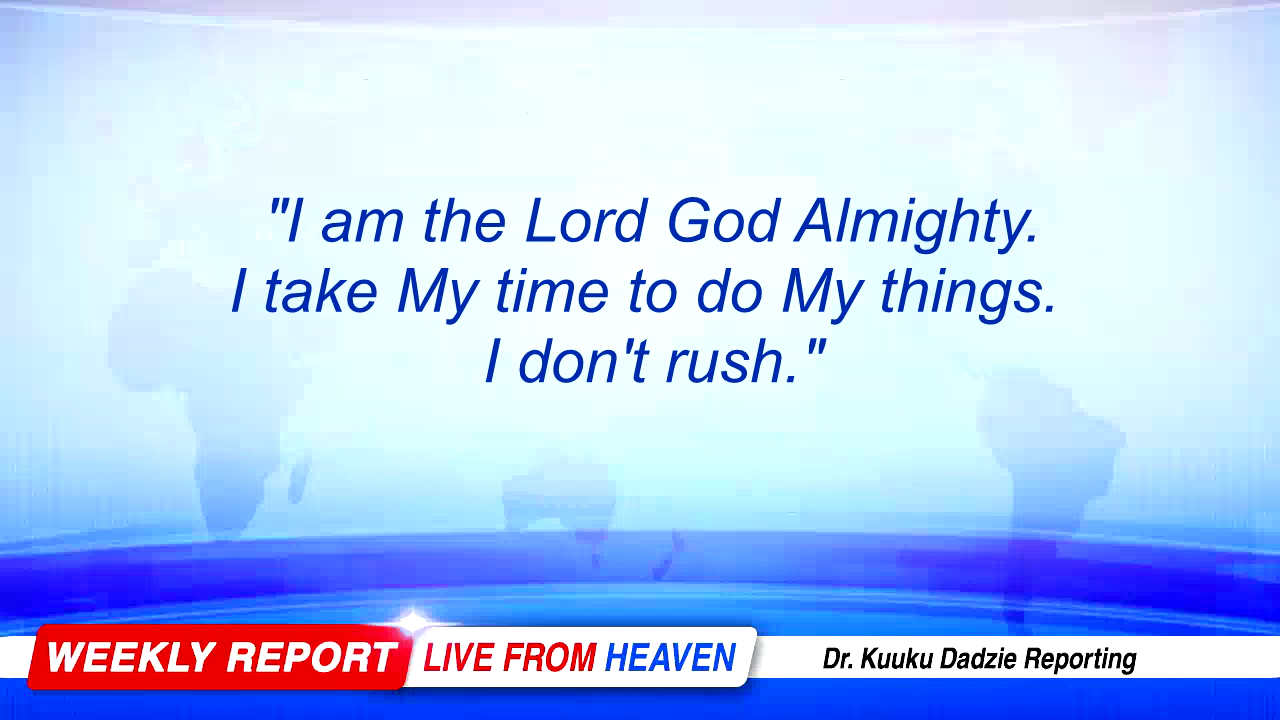 "I am the Lord God Almighty.
I take My time to do My things.
I don't rush."
WEEKLY REPORT LIVE FROM HEAVEN Dr. Kuuku Dadzie Reporting